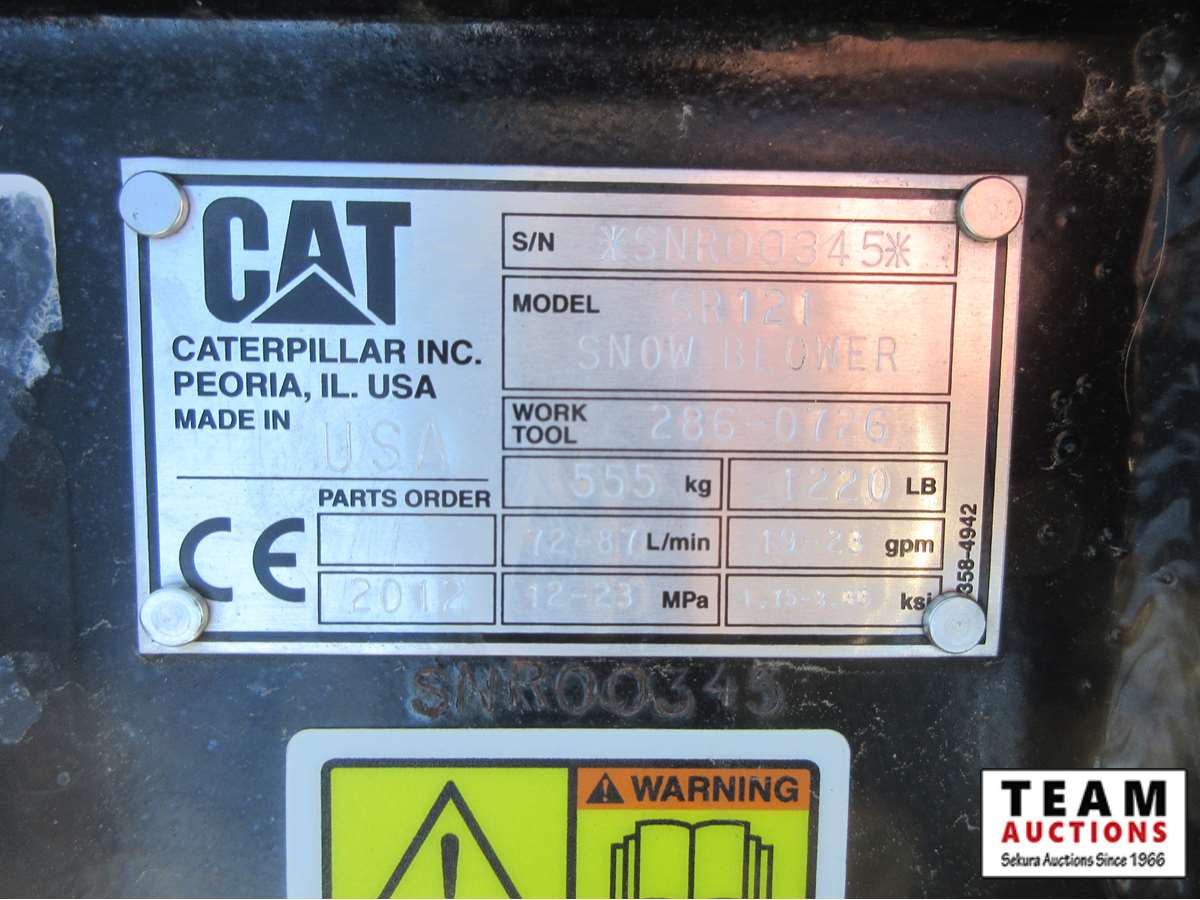 CAT
CATERPILLAR INC.
PEORIA, IL. USA
MADE IN
USA
S/N *SNR00345*
MODEL SR121
SNOW BLOWER
WORK TOOL 286-0726
555 kg 1220 LB
PARTS ORDER
72-87 L/min 19-23 gpm
CE
2012 12-23 MPa ksi
358-4942
SNR00345
WARNING
TEAM
AUCTIONS
Sekura Auctions Since 1966